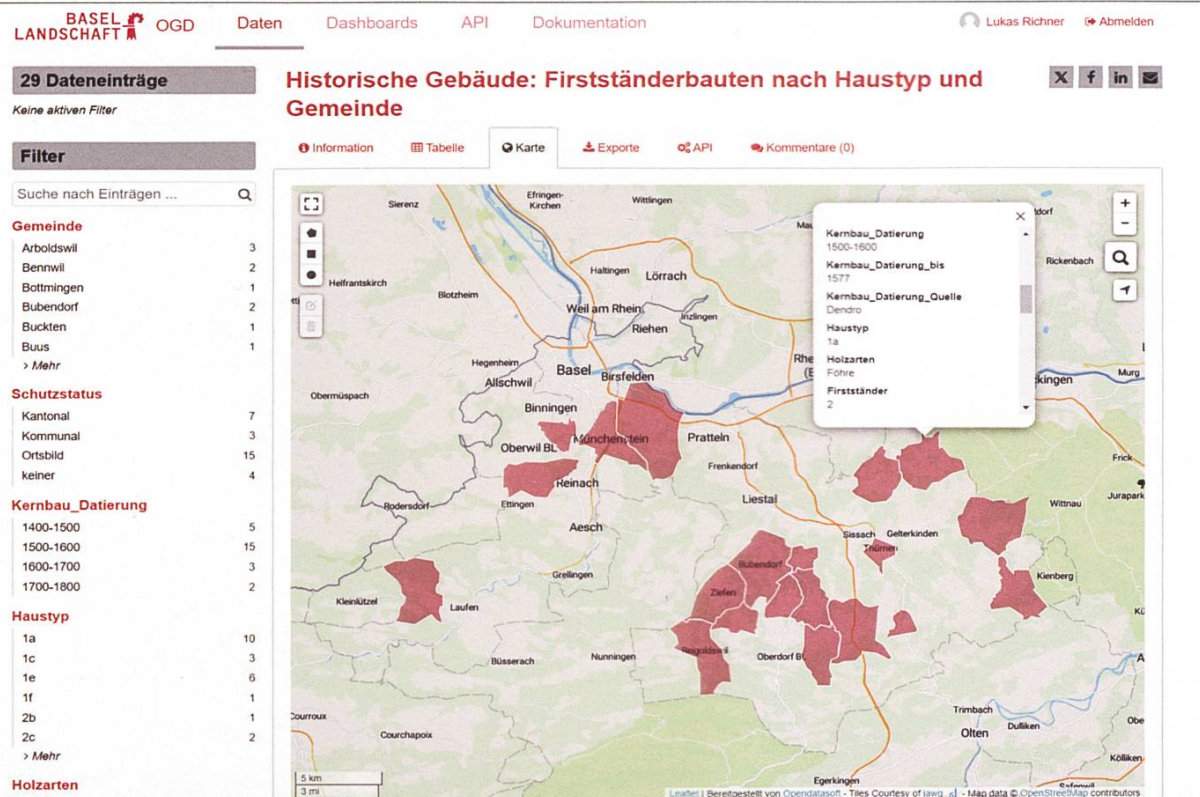 BASEL
LANDSCHAFT
OGD
Daten
Dashboards
API
Dokumentation
Lukas Richner
Abmelden
29 Dateneinträge
Keine aktiven Filter
Filter
Suche nach Einträgen ...
Gemeinde
Arboldswil 3
Bennwil 2
Bottmingen 1
Bubendorf 2
Buckten 1
Buus 1
> Mehr
Schutzstatus
Kantonal 7
Kommunal 3
Ortsbild 15
keiner 4
Kernbau_Datierung
1400-1500 5
1500-1600 15
1600-1700 3
1700-1800 2
Haustyp
1a 10
1c 3
1e 6
1f 1
2b 1
2c 2
> Mehr
Holzarten
Historische Gebäude: Firstständerbauten nach Haustyp und
Gemeinde
X f in
Information
Tabelle
Karte
Exporte
API
Kommentare (0)
Sierenz
Efringen-
Kirchen
Wittlingen
Helfrantskirch
Blotzheim
Haltingen
Lörrach
Weil am Rhein
Inzlingen
Riehen
Hegenheim
Allschwil
Basel
Birsfelden
Obermüspach
Binningen
Oberwil BL
Münchenstein
Pratteln
Frenkendorf
Reinach
Ettingen
Rodersdorf
Liestal
Aesch
Sissach
Gelterkinden
Thürnen
Bubendorf
Ziefen
Grellingen
Kleinlützel
Laufen
Reigoldswil
Oberdorf B
Nunningen
Büsserach
Courroux
Courchapoix
Wittnau
Frick
Jurapark
Kienberg
Rickenbach
Murg
Trimbach
Dulliken
Olten
Kölliken
Egerkingen
Kernbau_Datierung
1500-1600
Kernbau_Datierung_bis
1577
Kernbau_Datierung_Quelle
Dendro
Haustyp
1a
Holzarten
Föhre
Firstständer
2
+
−
5 km
3 mi
Leaflet | Bereitgestellt von Opendatasoft - Tiles Courtesy of jawg - Map data © OpenStreetMap contributors